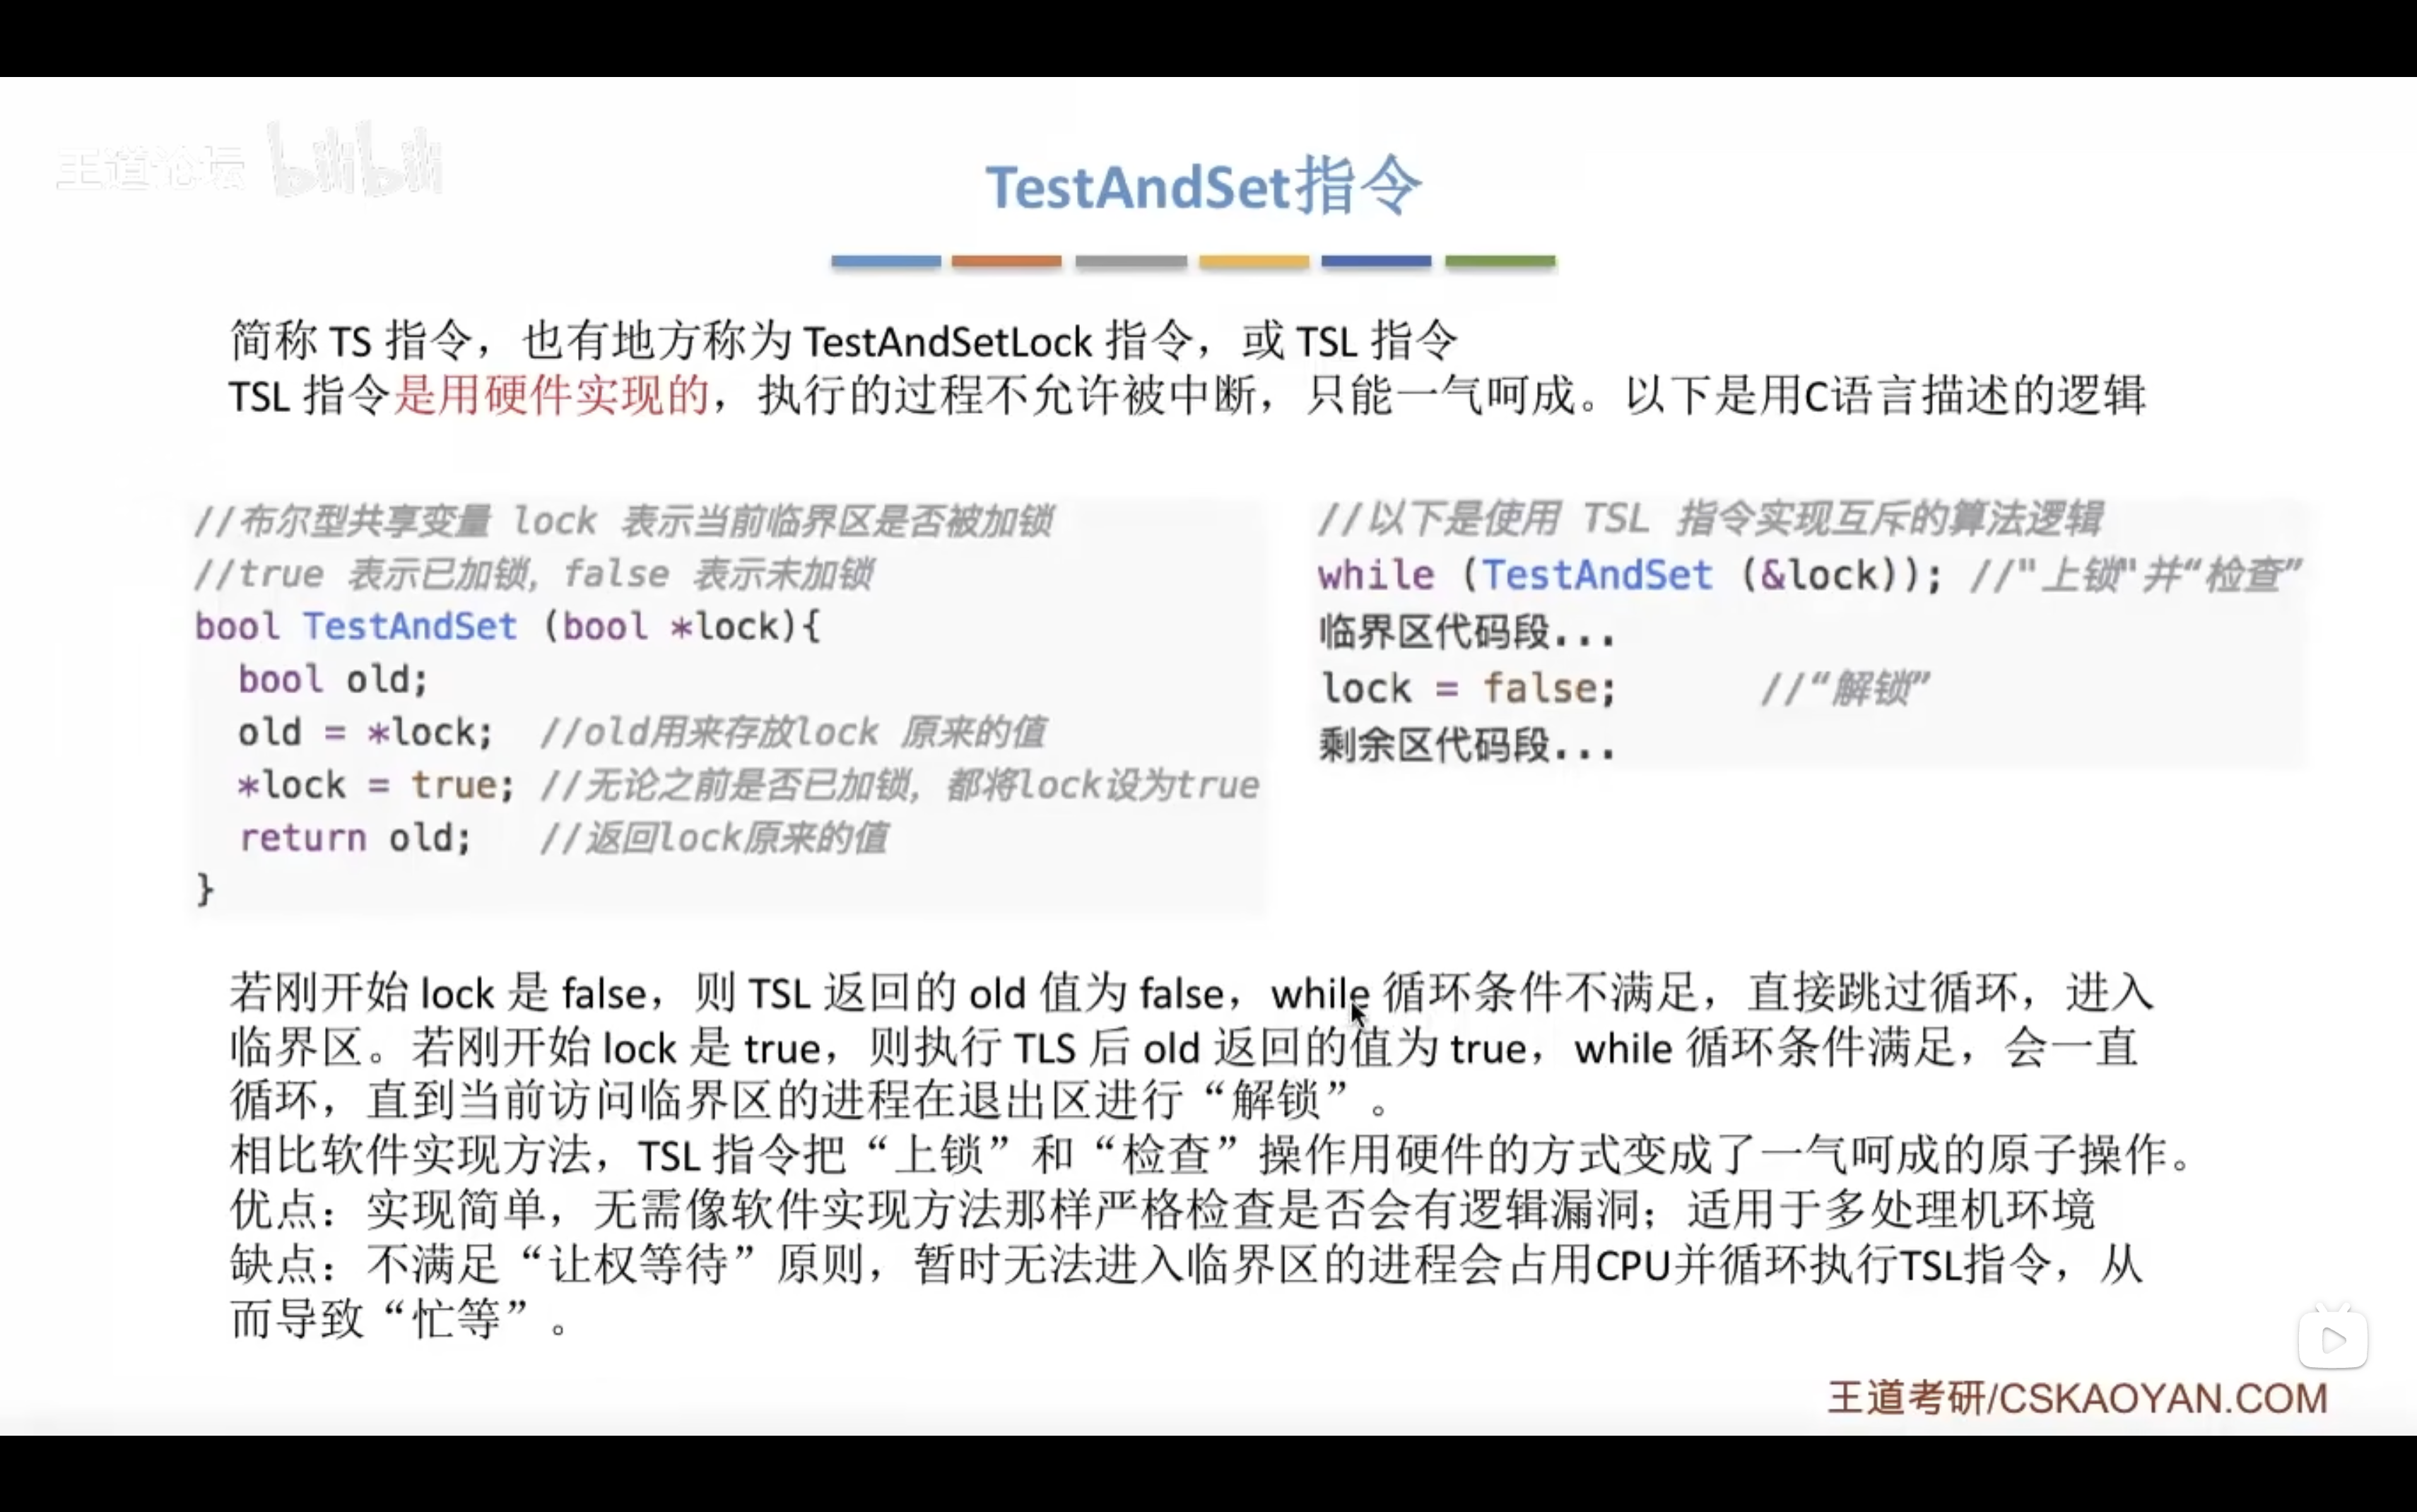 王道论坛 bilibili
TestAndSet指令
简称 TS 指令，也有地方称为 TestAndSetLock 指令，或 TSL 指令
TSL 指令是用硬件实现的，执行的过程不允许被中断，只能一气呵成。以下是用C语言描述的逻辑
//布尔型共享变量 lock 表示当前临界区是否被加锁
//true 表示已加锁，false 表示未加锁
bool TestAndSet (bool *lock){
bool old;
old = *lock; //old用来存放lock 原来的值
*lock = true; //无论之前是否已加锁，都将lock设为true
return old; //返回lock原来的值
}
//以下是使用 TSL 指令实现互斥的算法逻辑
while (TestAndSet (&lock)); //"上锁"并“检查”
临界区代码段...
lock = false; //“解锁”
剩余区代码段...
若刚开始 lock 是 false，则 TSL 返回的 old 值为 false，while 循环条件不满足，直接跳过循环，进入
临界区。若刚开始 lock 是 true，则执行 TLS 后 old 返回的值为 true，while 循环条件满足，会一直
循环，直到当前访问临界区的进程在退出区进行“解锁”。
相比软件实现方法，TSL 指令把“上锁”和“检查”操作用硬件的方式变成了一气呵成的原子操作。
优点：实现简单，无需像软件实现方法那样严格检查是否会有逻辑漏洞；适用于多处理机环境
缺点：不满足“让权等待”原则，暂时无法进入临界区的进程会占用CPU并循环执行TSL指令，从
而导致“忙等”。
王道考研/CSKAOYAN.COM